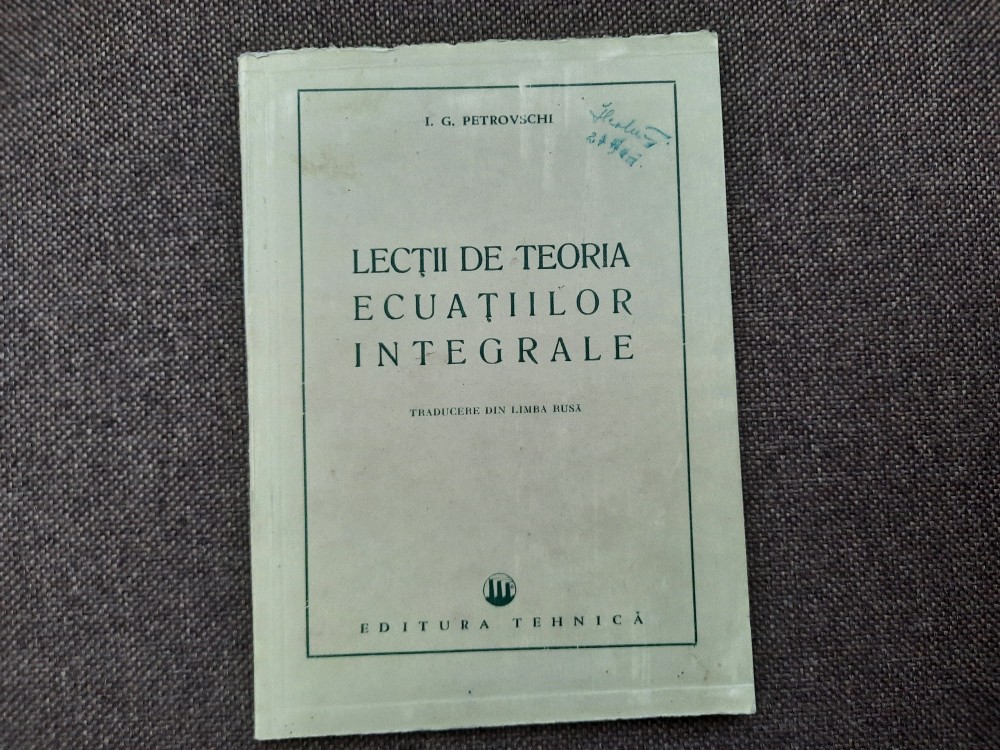 I. G. PETROVSCHI
LECȚII DE TEORIA
ECUAȚIILOR
INTEGRALE
TRADUCERE DIN LIMBA RUSĂ
EDITURA TEHNICĂ